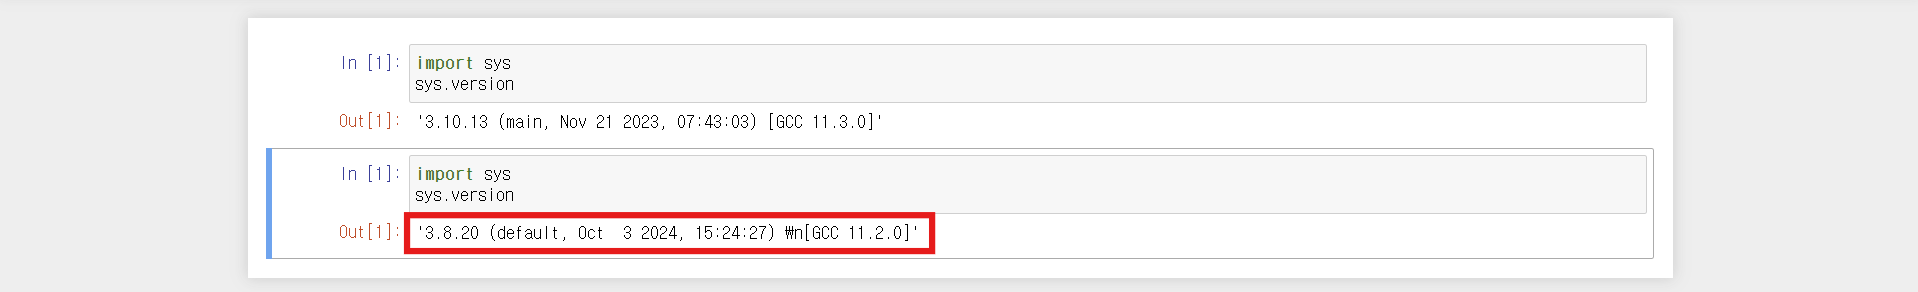 In [1]: import sys
sys.version
Out[1]: '3.10.13 (main, Nov 21 2023, 07:43:03) [GCC 11.3.0]'
In [1]: import sys
sys.version
Out[1]: '3.8.20 (default, Oct  3 2024, 15:24:27) ₩n[GCC 11.2.0]'